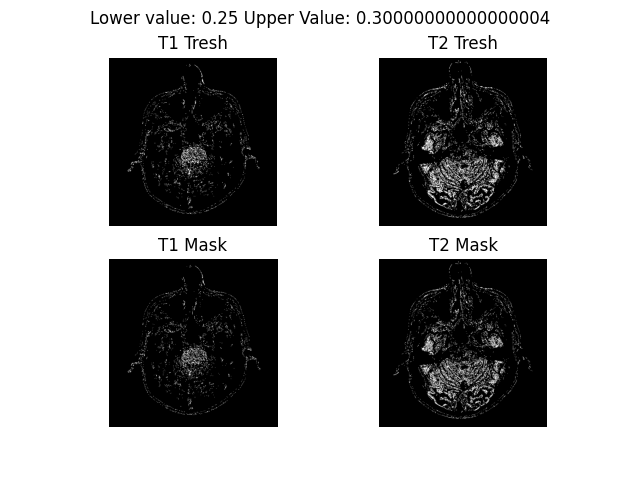 Lower value: 0.25 Upper Value: 0.30000000000000004
T1 Tresh
T2 Tresh
T1 Mask
T2 Mask